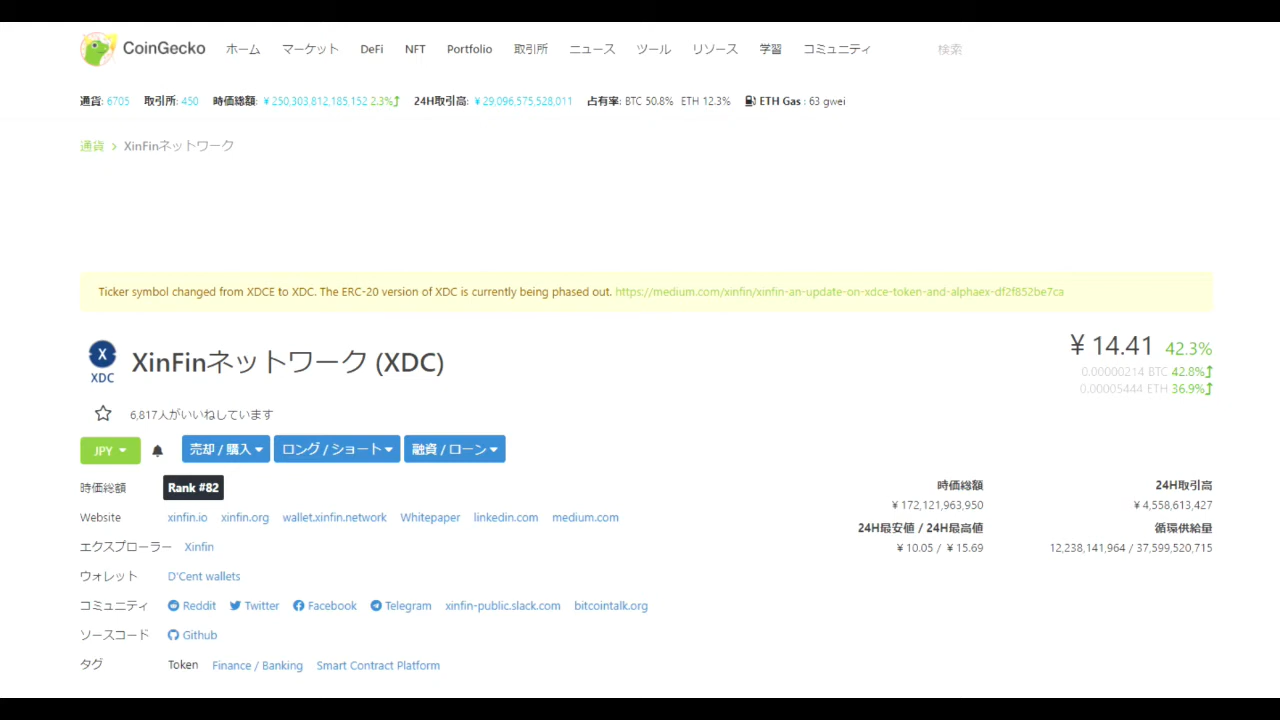 CoinGecko ホーム マーケット DeFi NFT Portfolio 取引所 ニュース ツール リソース 学習 コミュニティ 検索
通貨: 6705 取引所: 450 時価総額: ￥250,303,812,185,152 2.3% 24H取引高: ￥29,096,575,528,011 占有率: BTC 50.8% ETH 12.3% ETH Gas : 63 gwei
通貨 > XinFinネットワーク
Ticker symbol changed from XDCE to XDC. The ERC-20 version of XDC is currently being phased out. https://medium.com/xinfin/xinfin-an-update-on-xdce-token-and-alphaex-df2f852be7ca
X
XDC
XinFinネットワーク (XDC)
￥14.41 42.3%
0.00000214 BTC 42.8%
0.00005444 ETH 36.9%
6,817人がいいねしています
JPY 売却 / 購入 ロング / ショート 融資 / ローン
時価総額 Rank #82
Website xinfin.io xinfin.org wallet.xinfin.network Whitepaper linkedin.com medium.com
エクスプローラー Xinfin
ウォレット D'Cent wallets
コミュニティ Reddit Twitter Facebook Telegram xinfin-public.slack.com bitcointalk.org
ソースコード Github
タグ Token Finance / Banking Smart Contract Platform
時価総額 24H取引高
￥172,121,963,950 ￥4,558,613,427
24H最安値 / 24H最高値 循環供給量
￥10.05 / ￥15.69 12,238,141,964 / 37,599,520,715